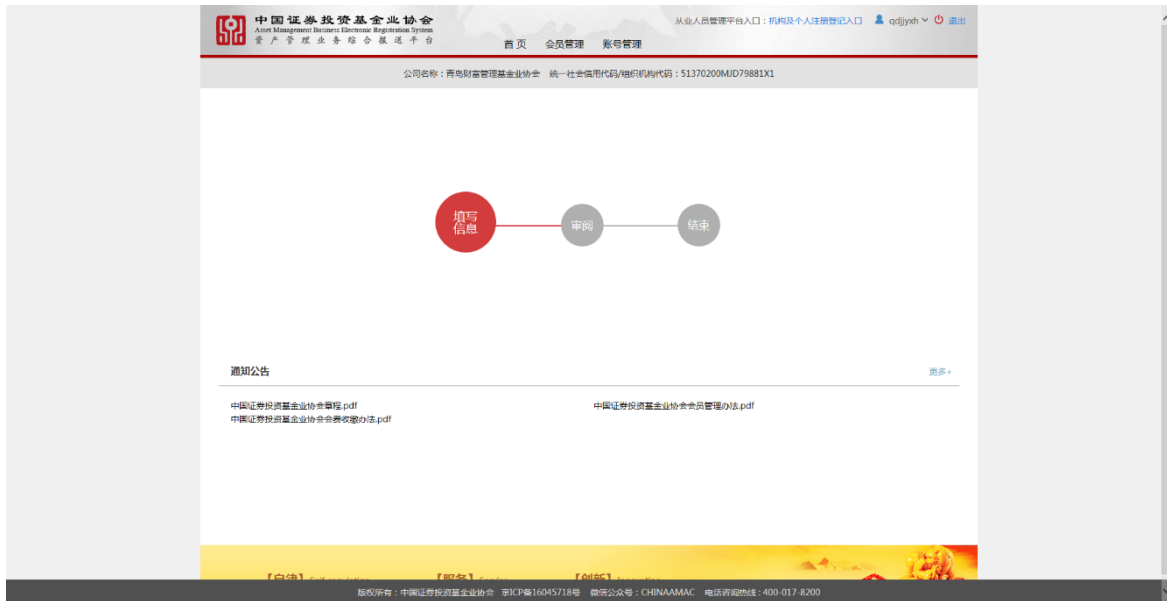 中国证券投资基金业协会
Asset Management Business Electronic Registration System
资产管理业务综合报送平台
从业人员管理平台入口：机构及个人注册登记入口 qdjjyxh 退出
首页 会员管理 账号管理
公司名称：青岛财富管理基金业协会 统一社会信用代码/组织机构代码：51370200MJD79881X1
填写
信息
审阅
结束
通知公告 更多+
中国证券投资基金业协会章程.pdf 中国证券投资基金业协会会员管理办法.pdf
中国证券投资基金业协会会费收缴办法.pdf
【自律】 Self-regulation 【服务】 Service 【创新】 Innovation
版权所有：中国证券投资基金业协会 京ICP备16045718号 微信公众号：CHINAAMAC 电话咨询热线：400-017-8200